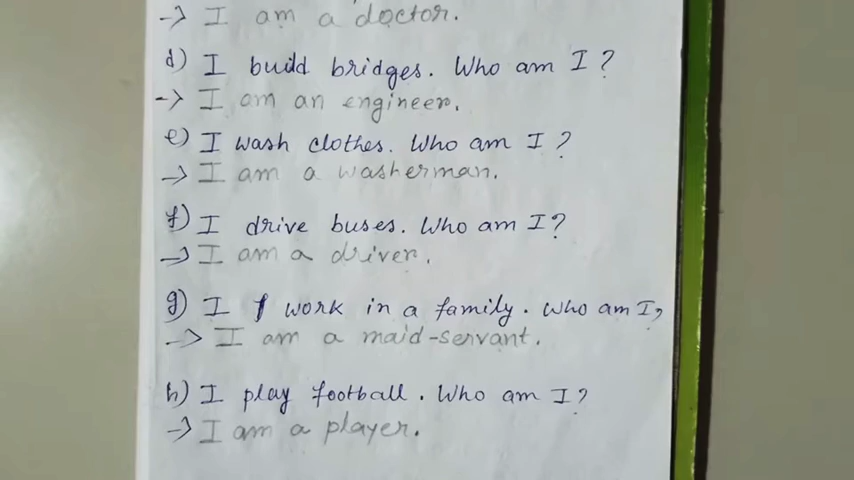 -> I am a doctor.
d) I build bridges. Who am I?
-> I am an engineer.
e) I wash clothes. Who am I?
-> I am a washerman.
f) I drive buses. Who am I?
-> I am a driver.
g) I work in a family. Who am I?
-> I am a maid-servant.
h) I play football. Who am I?
-> I am a player.